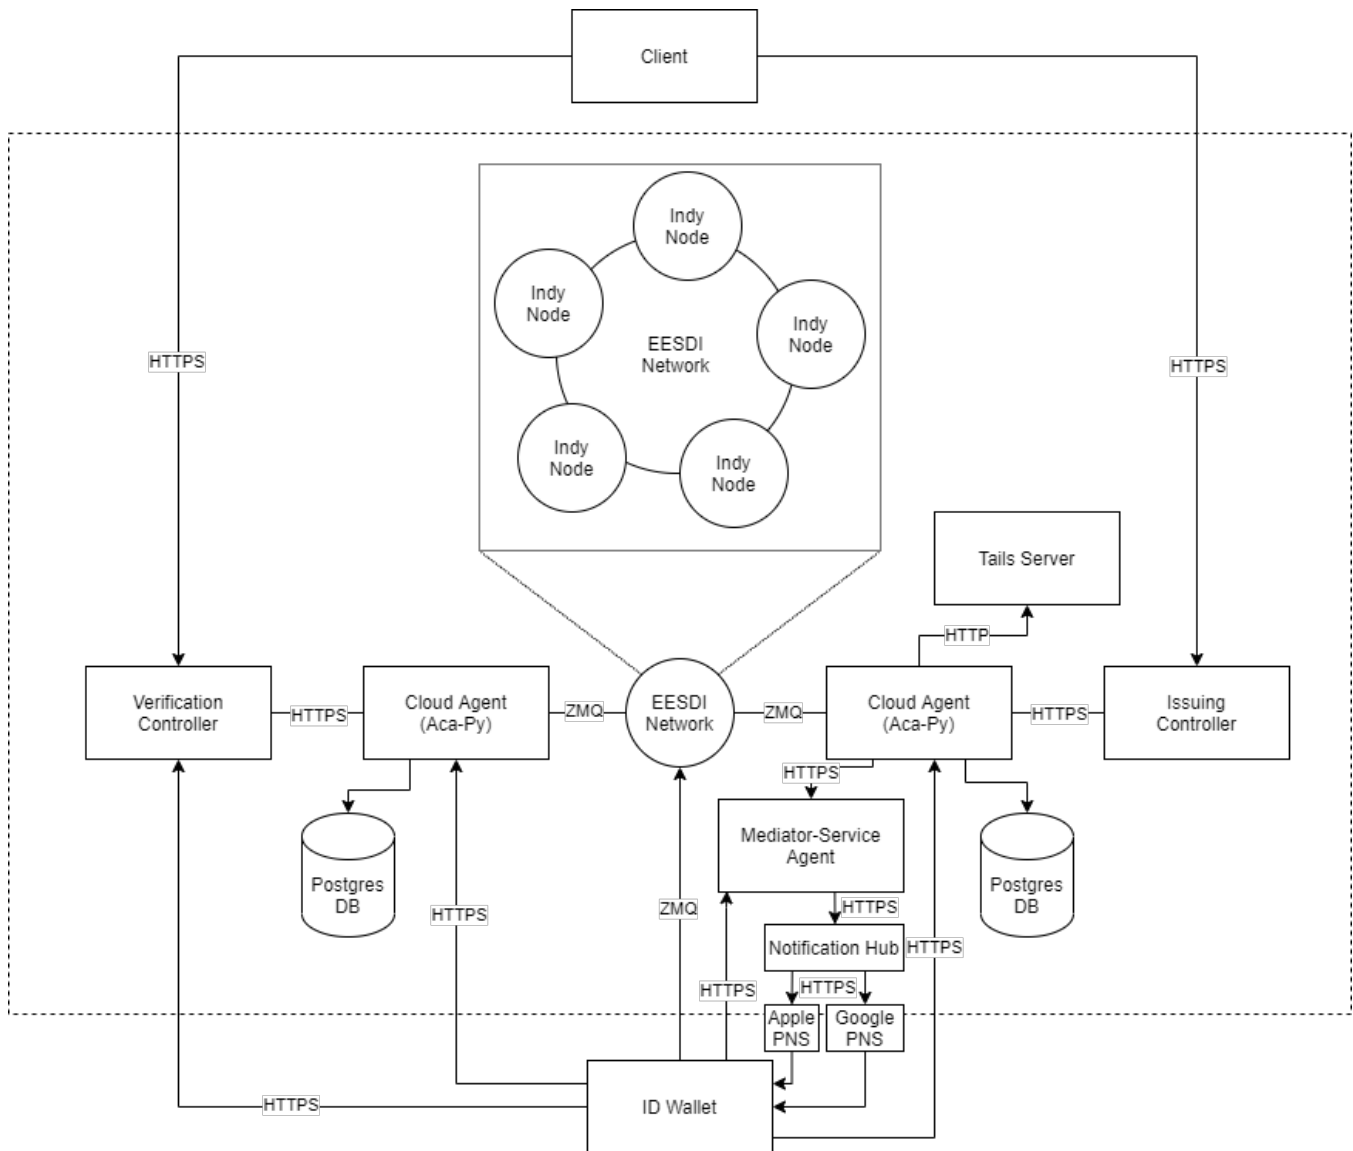 Client
Indy
Node
Indy
Node
Indy
Node
EESDI
Network
HTTPS
HTTPS
Indy
Node
Indy
Node
Tails Server
HTTP
Verification
Controller
HTTPS
Cloud Agent
(Aca-Py)
ZMQ
EESDI
Network
ZMQ
Cloud Agent
(Aca-Py)
HTTPS
Issuing
Controller
HTTPS
Mediator-Service
Agent
Postgres
DB
Postgres
DB
HTTPS
ZMQ
HTTPS
Notification Hub
HTTPS
HTTPS
HTTPS
Apple
PNS
Google
PNS
HTTPS
ID Wallet